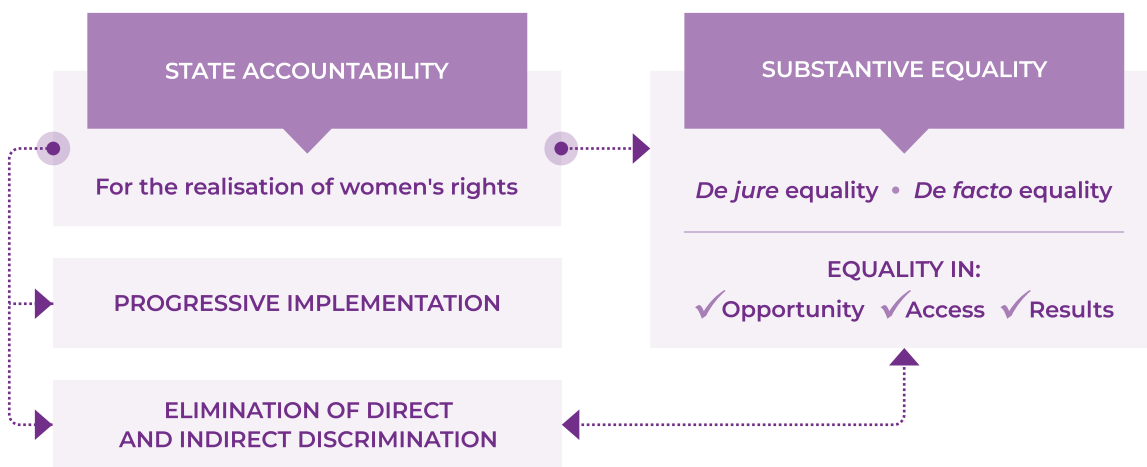 STATE ACCOUNTABILITY
For the realisation of women's rights
PROGRESSIVE IMPLEMENTATION
ELIMINATION OF DIRECT
AND INDIRECT DISCRIMINATION
SUBSTANTIVE EQUALITY
De jure equality • De facto equality
EQUALITY IN:
✓Opportunity ✓Access ✓Results